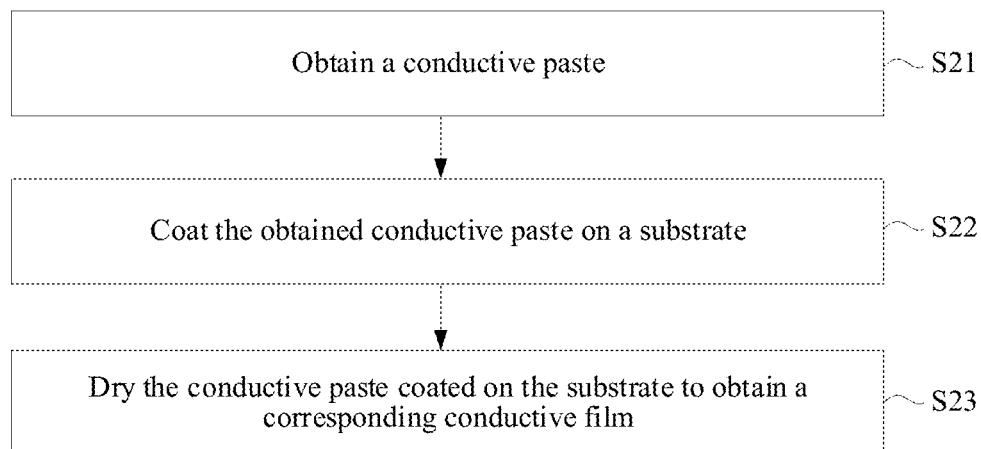 Obtain a conductive paste
S21
Coat the obtained conductive paste on a substrate
S22
Dry the conductive paste coated on the substrate to obtain a
corresponding conductive film
S23